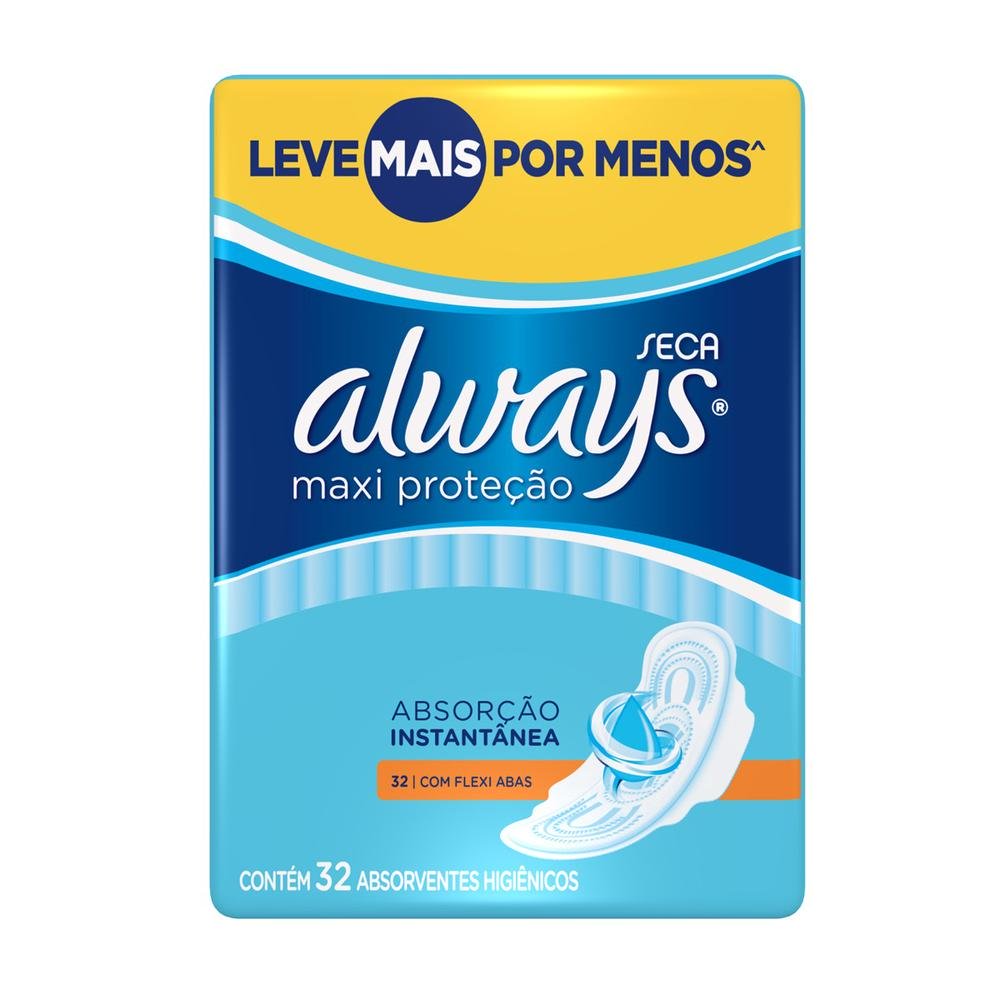 LEVE MAIS POR MENOS^
SECA
always®
maxi proteção
ABSORÇÃO
INSTANTÂNEA
32 | COM FLEXI ABAS
CONTÉM 32 ABSORVENTES HIGIÊNICOS